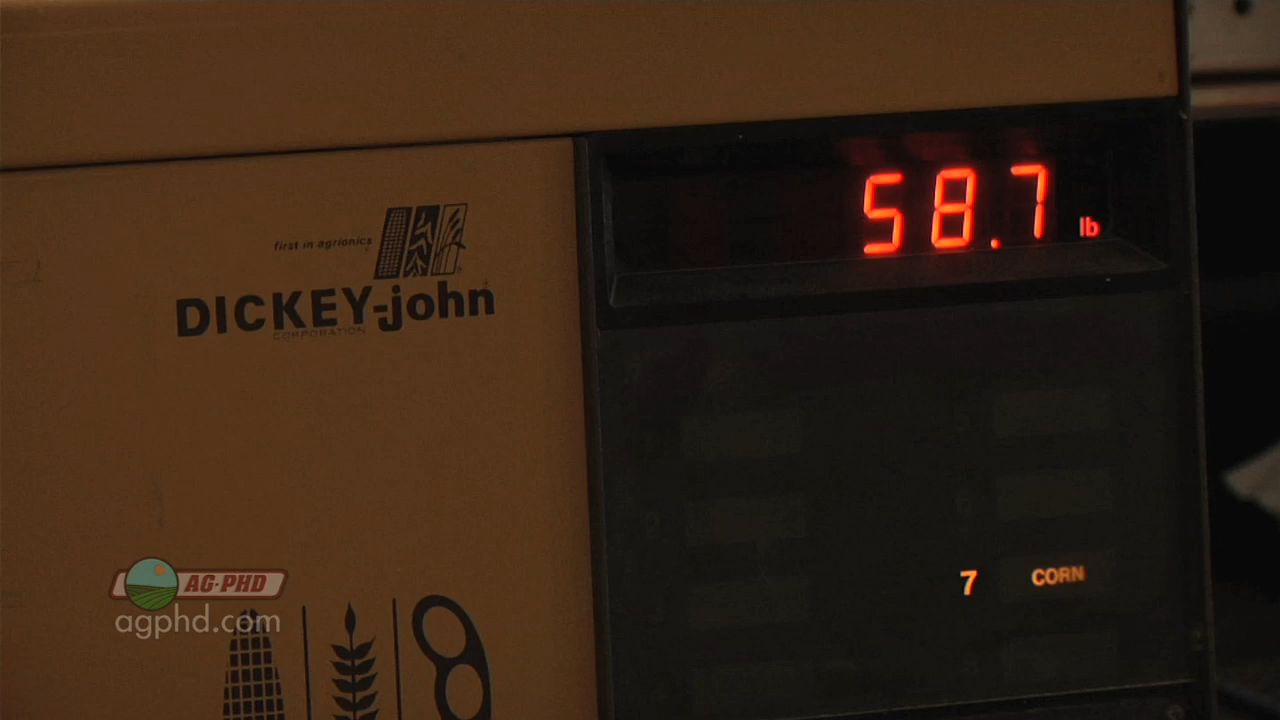 58.7 lb
first in agrionics
DICKEY-john
CORPORATION
7 CORN
AG·PHD
agphd.com